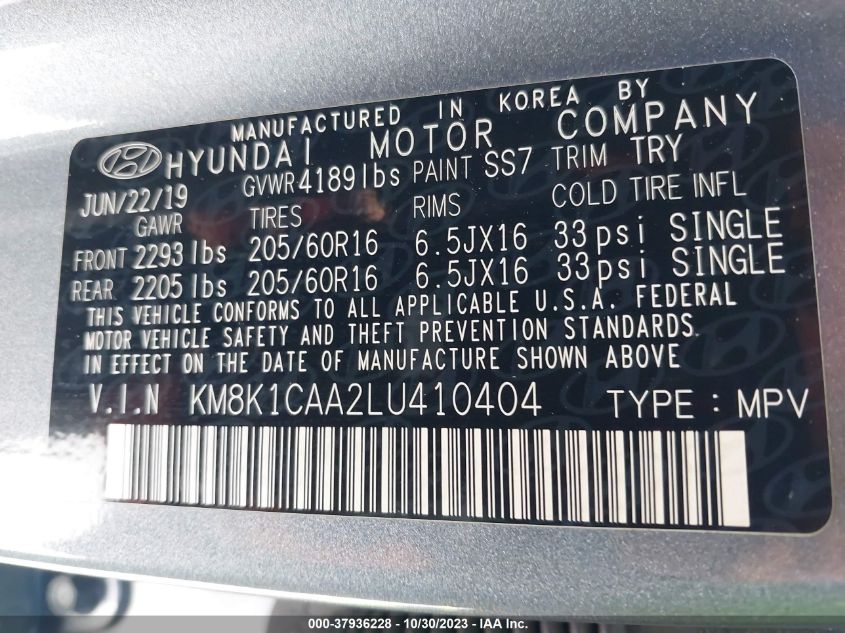 MANUFACTURED IN KOREA BY
HYUNDAI MOTOR COMPANY
JUN/22/19 GVWR 4189 lbs PAINT SS7 TRIM TRY
GAWR TIRES RIMS COLD TIRE INFL
FRONT 2293 lbs 205/60R16 6.5JX16 33 psi SINGLE
REAR 2205 lbs 205/60R16 6.5JX16 33 psi SINGLE
THIS VEHICLE CONFORMS TO ALL APPLICABLE U.S.A. FEDERAL
MOTOR VEHICLE SAFETY AND THEFT PREVENTION STANDARDS
IN EFFECT ON THE DATE OF MANUFACTURE SHOWN ABOVE
V.I.N KM8K1CAA2LU410404 TYPE : MPV
000-37936228 - 10/30/2023 - IAAI.com